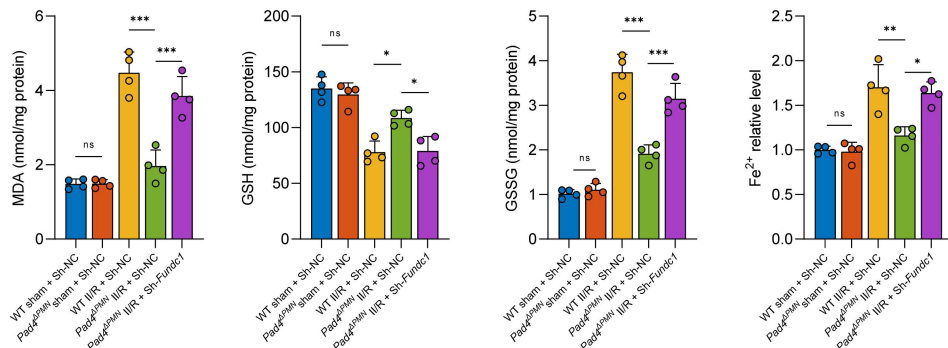 MDA (nmol/mg protein)
6
4
2
0
ns
***
***
WT sham + Sh-NC
Pad4ΔPMN sham + Sh-NC
WT II/R + Sh-NC
Pad4ΔPMN II/R + Sh-NC
Pad4ΔPMN II/R + Sh-Fundc1
GSH (nmol/mg protein)
200
150
100
50
0
ns
*
*
WT sham + Sh-NC
Pad4ΔPMN sham + Sh-NC
WT II/R + Sh-NC
Pad4ΔPMN II/R + Sh-NC
Pad4ΔPMN II/R + Sh-Fundc1
GSSG (nmol/mg protein)
5
4
3
2
1
0
ns
***
***
WT sham + Sh-NC
Pad4ΔPMN sham + Sh-NC
WT II/R + Sh-NC
Pad4ΔPMN II/R + Sh-NC
Pad4ΔPMN II/R + Sh-Fundc1
Fe2+ relative level
2.5
2.0
1.5
1.0
0.5
0.0
ns
**
*
WT sham + Sh-NC
Pad4ΔPMN sham + Sh-NC
WT II/R + Sh-NC
Pad4ΔPMN II/R + Sh-NC
Pad4ΔPMN II/R + Sh-Fundc1